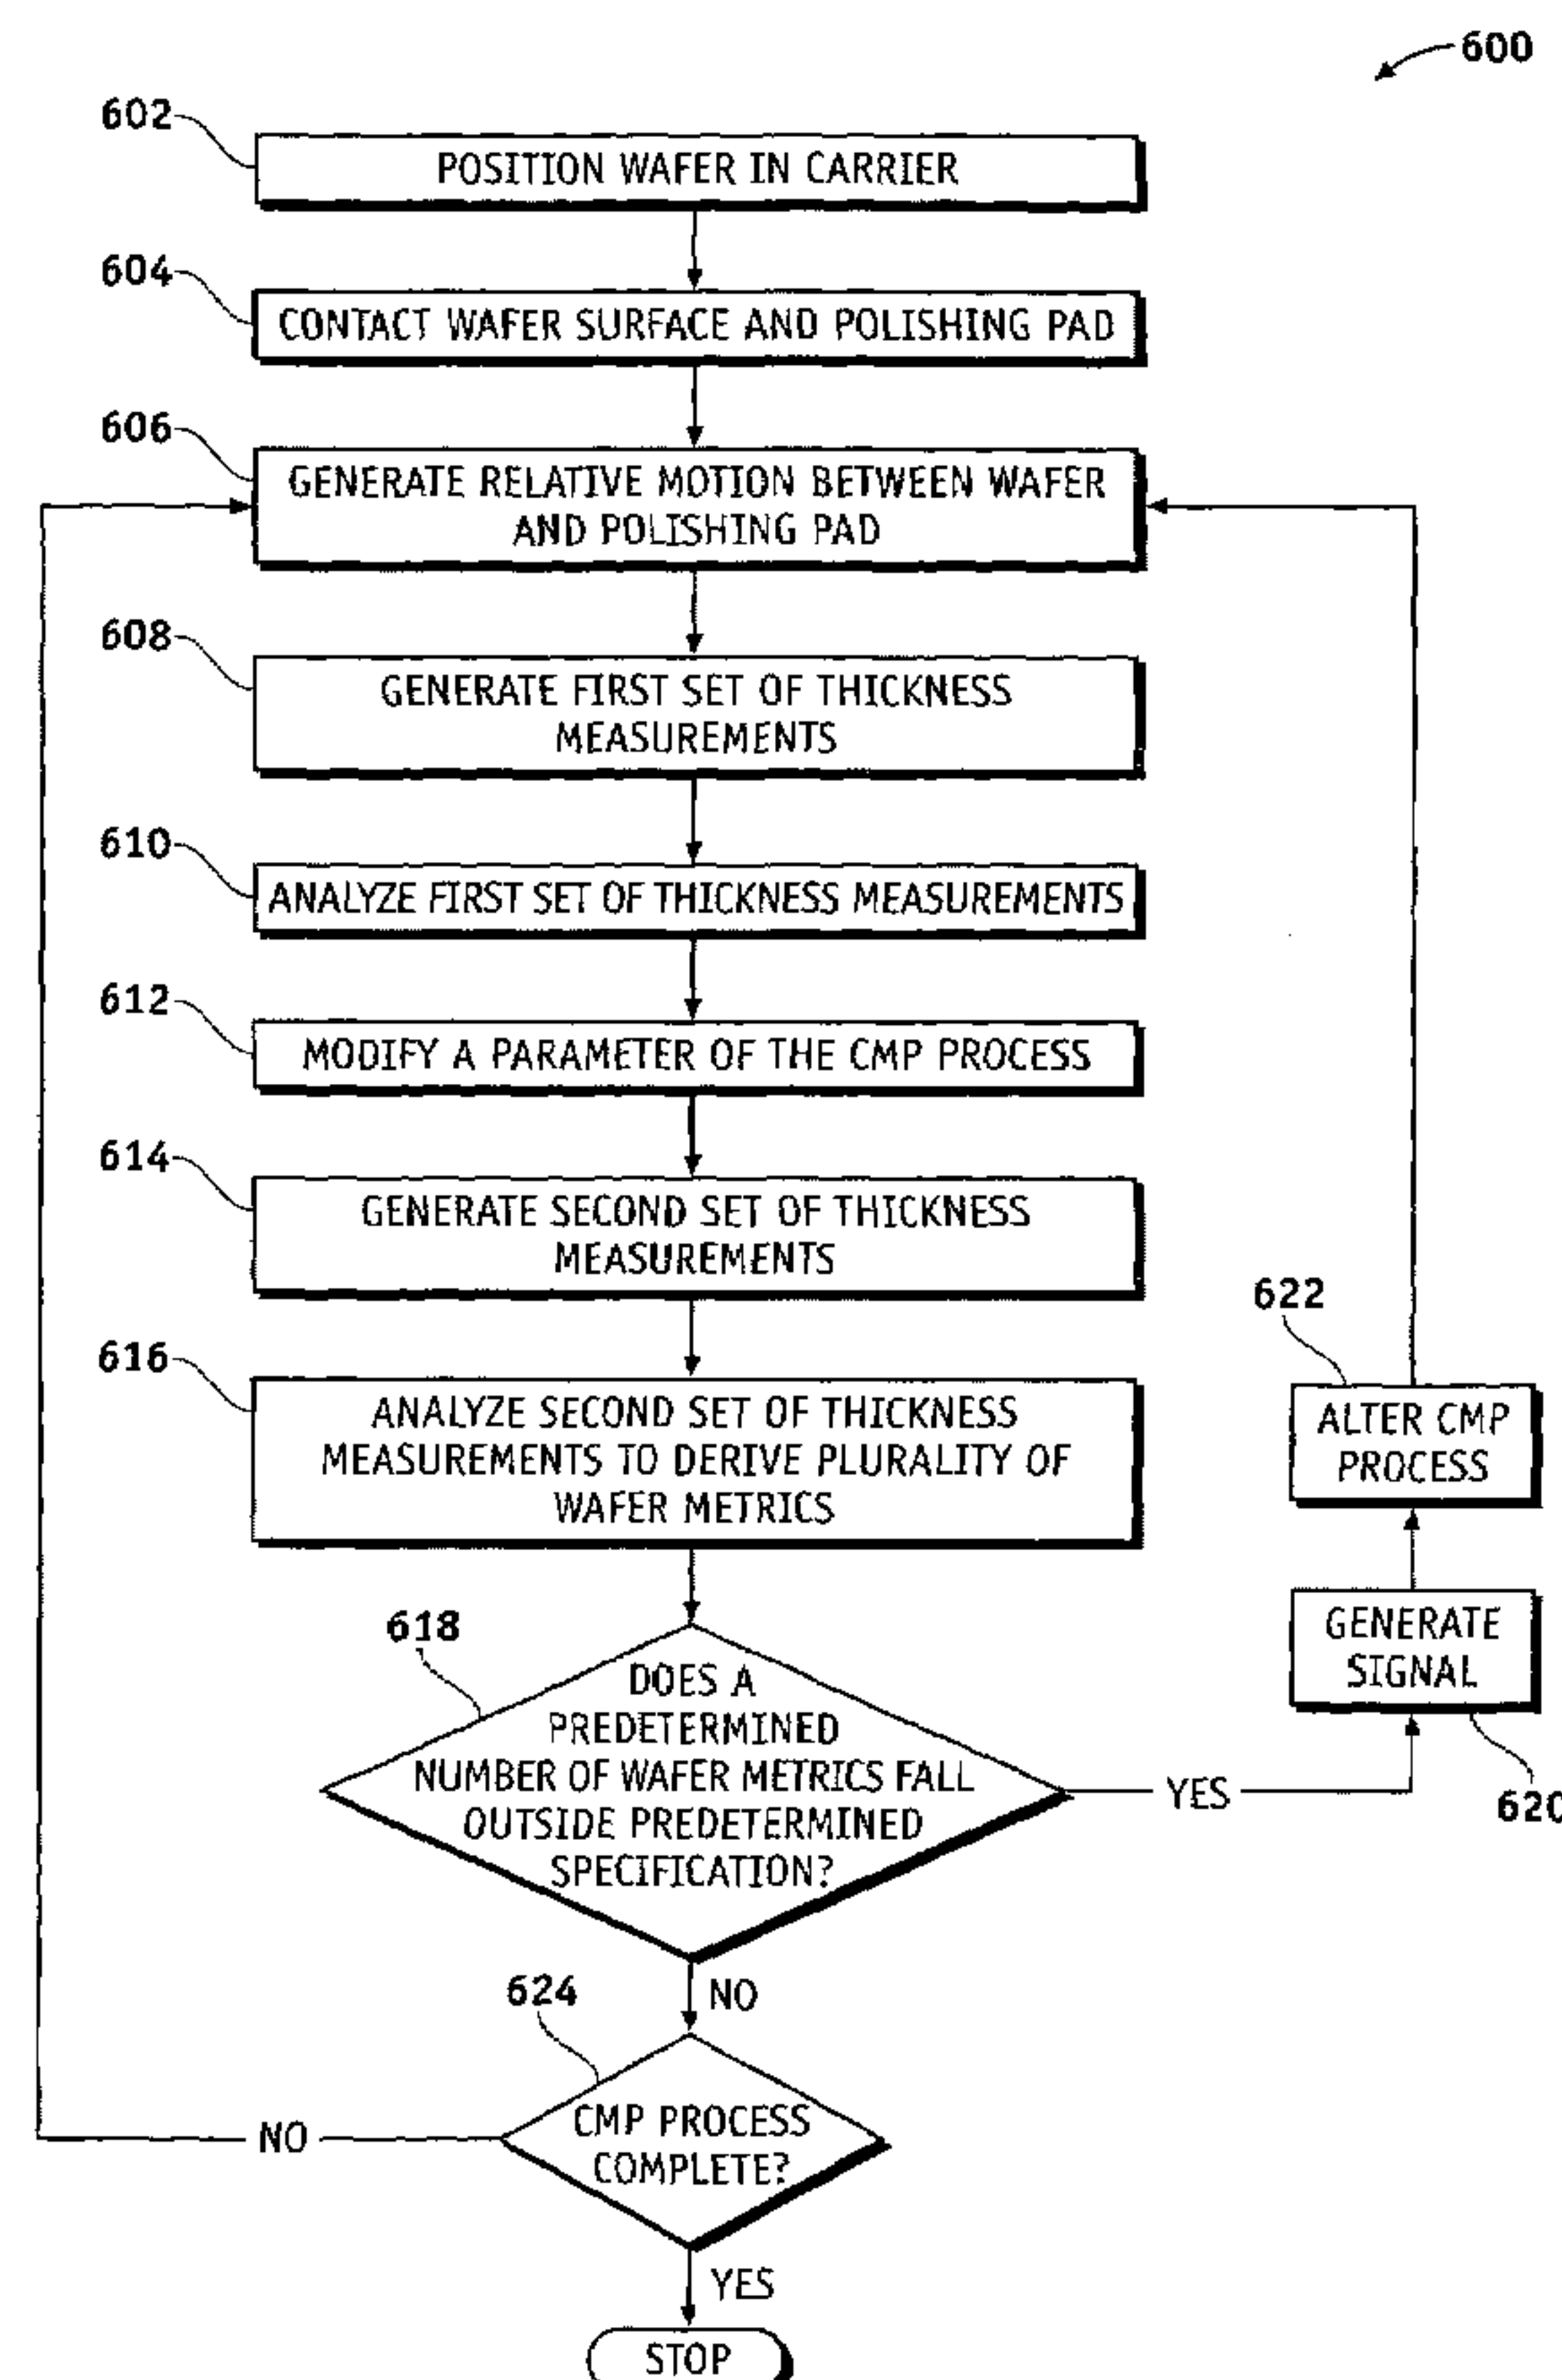 600
602
POSITION WAFER IN CARRIER
604
CONTACT WAFER SURFACE AND POLISHING PAD
606
GENERATE RELATIVE MOTION BETWEEN WAFER
AND POLISHING PAD
608
GENERATE FIRST SET OF THICKNESS
MEASUREMENTS
610
ANALYZE FIRST SET OF THICKNESS MEASUREMENTS
612
MODIFY A PARAMETER OF THE CMP PROCESS
614
GENERATE SECOND SET OF THICKNESS
MEASUREMENTS
616
ANALYZE SECOND SET OF THICKNESS
MEASUREMENTS TO DERIVE PLURALITY OF
WAFER METRICS
618
DOES A
PREDETERMINED
NUMBER OF WAFER METRICS FALL
OUTSIDE PREDETERMINED
SPECIFICATION?
YES
620
GENERATE
SIGNAL
622
ALTER CMP
PROCESS
NO
624
CMP PROCESS
COMPLETE?
NO
YES
STOP